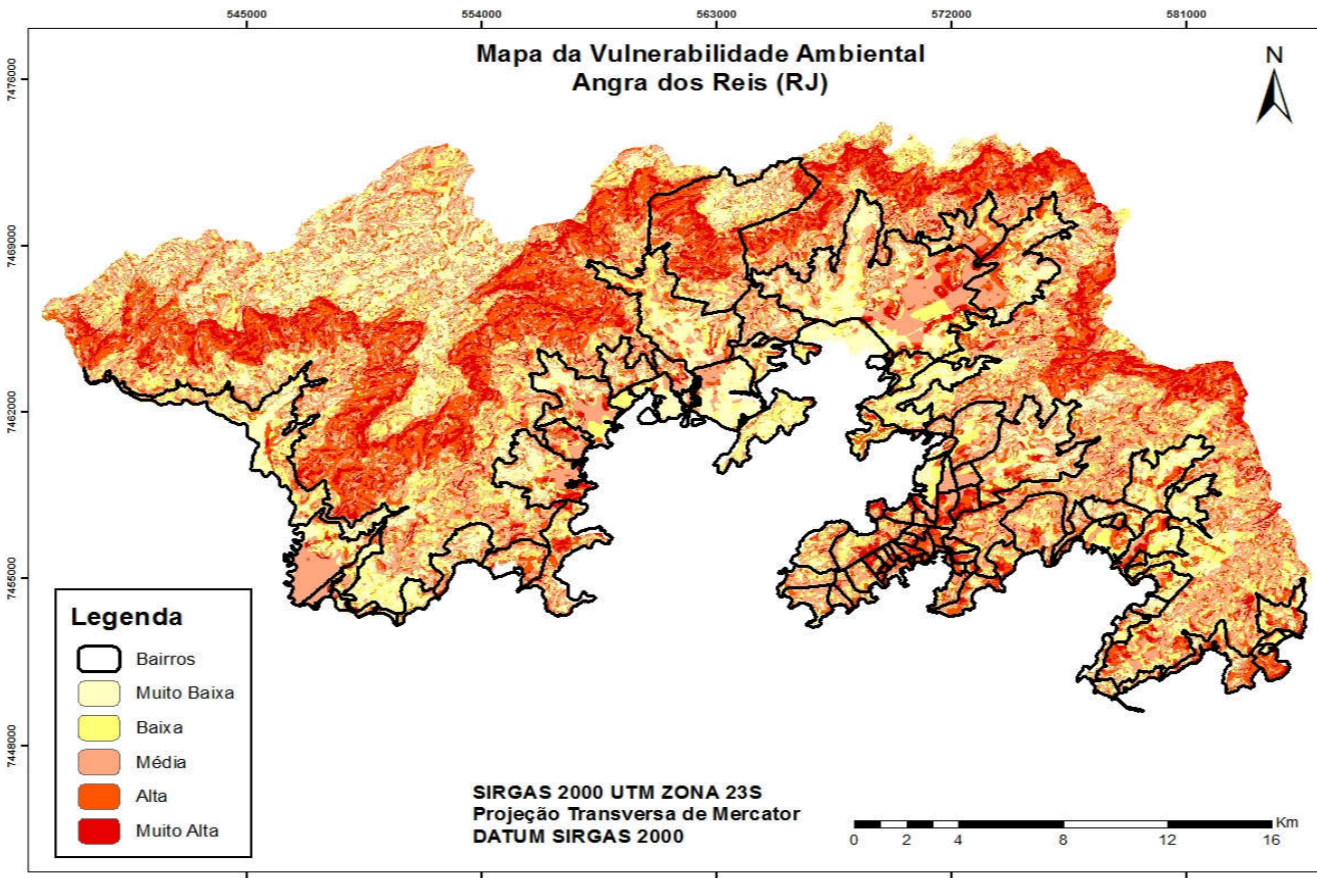 545000 554000 563000 572000 581000
Mapa da Vulnerabilidade Ambiental
Angra dos Reis (RJ)
N
7476000
7469000
7462000
7455000
7448000
Legenda
Bairros
Muito Baixa
Baixa
Média
Alta
Muito Alta
SIRGAS 2000 UTM ZONA 23S
Projeção Transversa de Mercator
DATUM SIRGAS 2000
Km
0 2 4 8 12 16